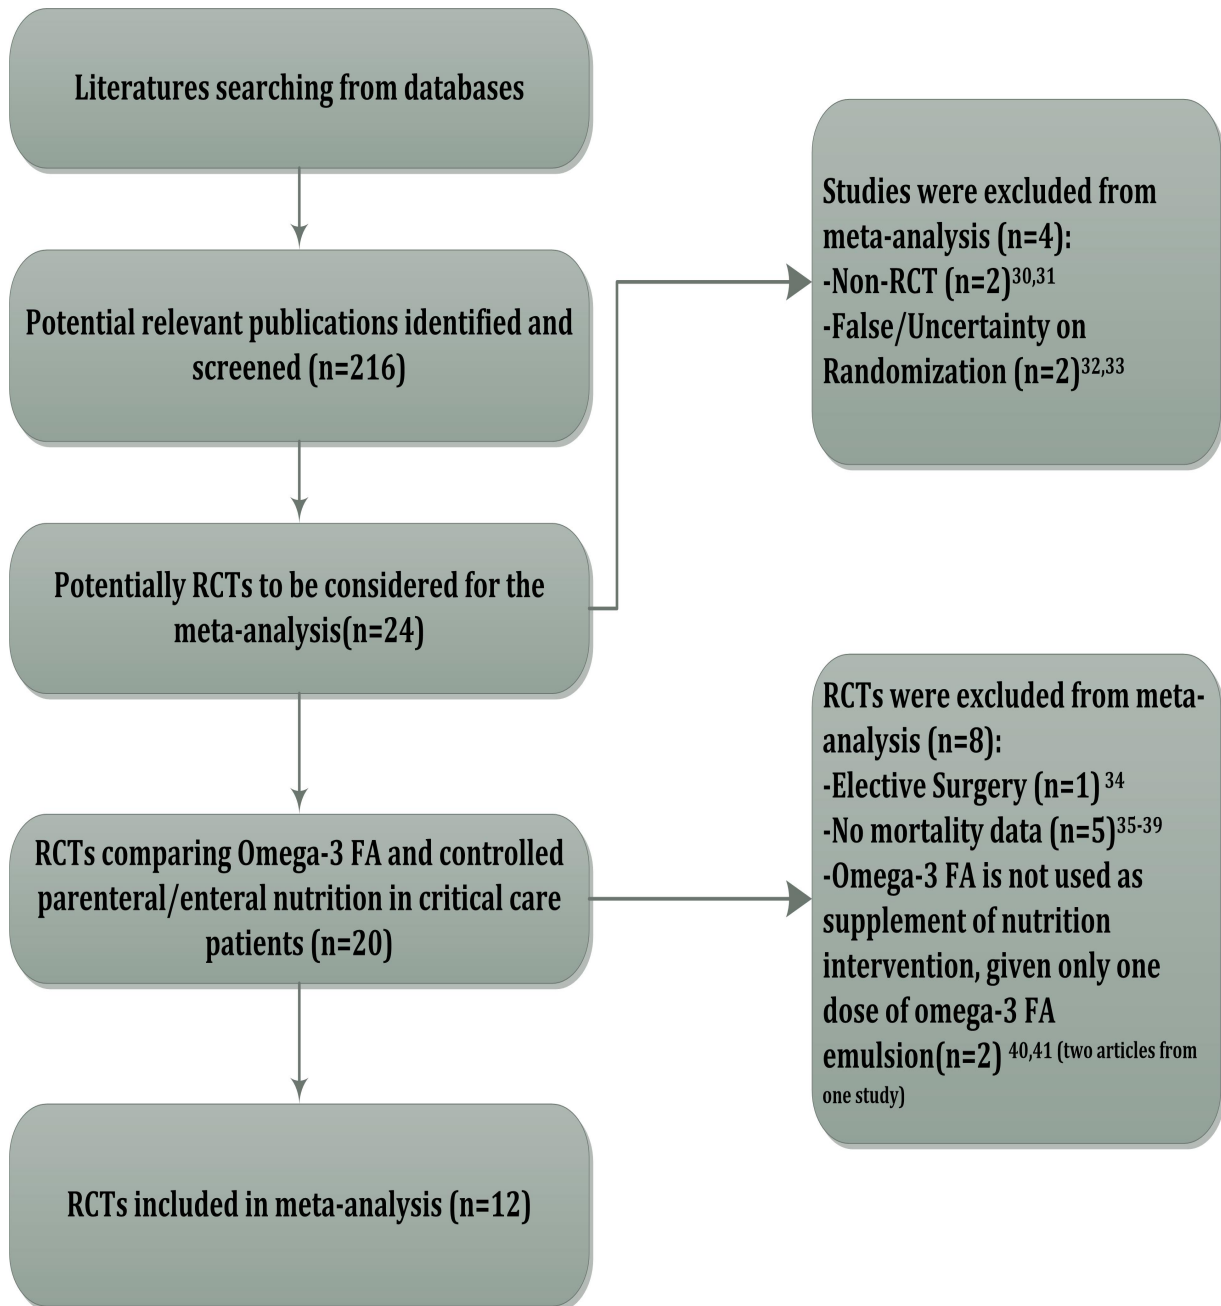 Literatures searching from databases
Potential relevant publications identified and
screened (n=216)
Potentially RCTs to be considered for the
meta-analysis(n=24)
Studies were excluded from
meta-analysis (n=4):
-Non-RCT (n=2)30,31
-False/Uncertainty on
Randomization (n=2)32,33
RCTs comparing Omega-3 FA and controlled
parenteral/enteral nutrition in critical care
patients (n=20)
RCTs were excluded from meta-
analysis (n=8):
-Elective Surgery (n=1) 34
-No mortality data (n=5)35-39
-Omega-3 FA is not used as
supplement of nutrition
intervention, given only one
dose of omega-3 FA
emulsion(n=2) 40,41 (two articles from
one study)
RCTs included in meta-analysis (n=12)